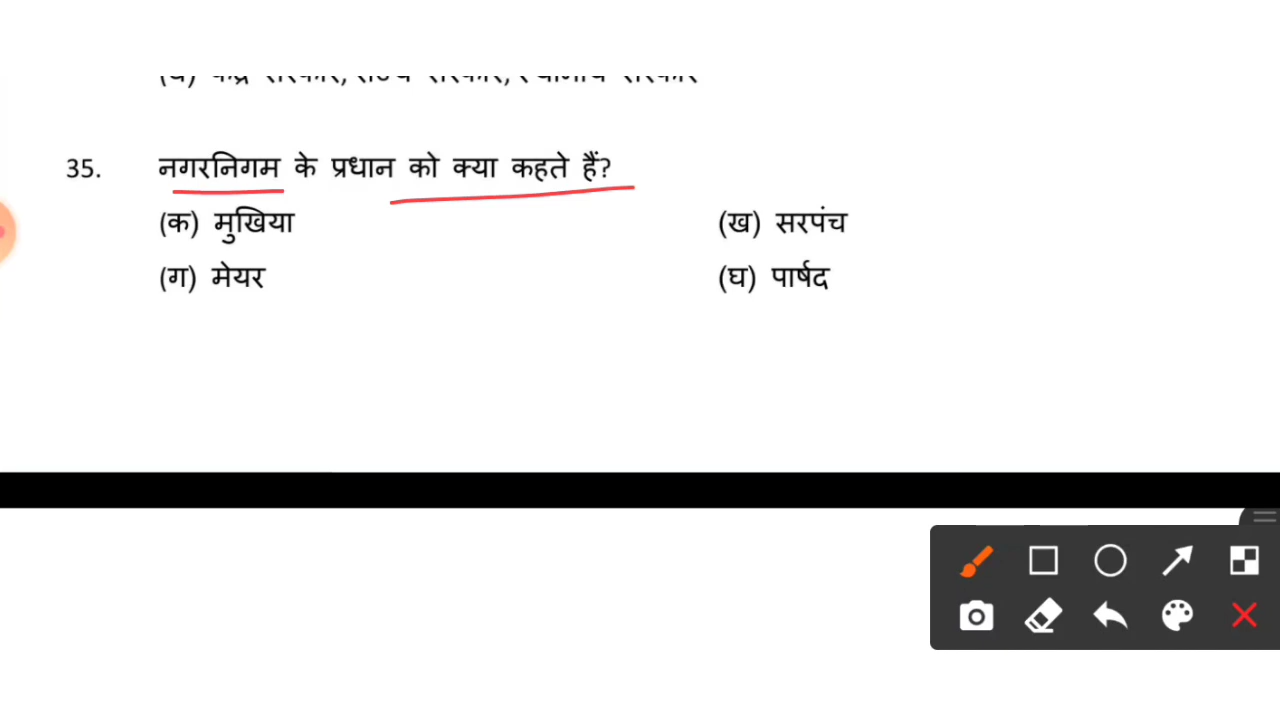 35. नगरनिगम के प्रधान को क्या कहते हैं?
(क) मुखिया (ख) सरपंच
(ग) मेयर (घ) पार्षद